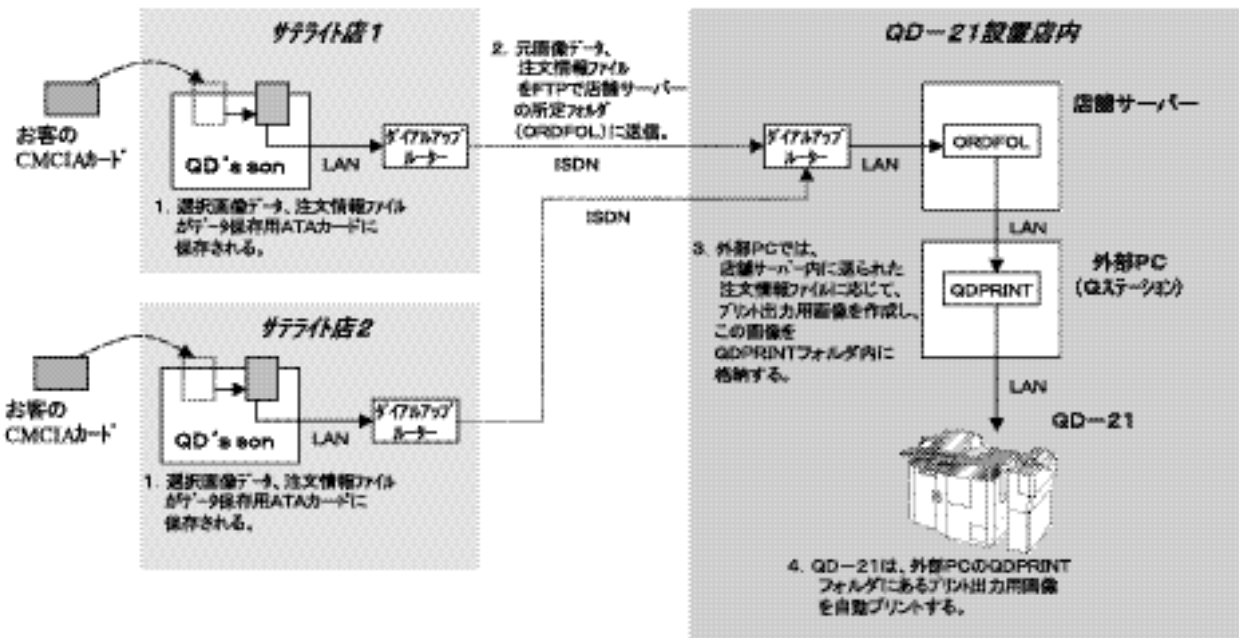 サテライト店1
お客の
CMCIAカード
QD's son
LAN
ダイアルアップ
ルーター
1. 選択画像データ、注文情報ファイル
がデータ保存用ATAカードに
保存される。
2. 元画像データ、
注文情報ファイル
をFTPで店舗サーバー
の所定フォルダ
(ORDFOL)に送信。
ISDN
ISDN
サテライト店2
お客の
CMCIAカード
QD's son
LAN
ダイアルアップ
ルーター
1. 選択画像データ、注文情報ファイル
がデータ保存用ATAカードに
保存される。
QD-21設置店内
店舗サーバー
ダイアルアップ
ルーター
LAN
ORDFOL
LAN
3. 外部PCでは、
店舗サーバー内に送られた
注文情報ファイルに応じて、
プリント出力用画像を作成し、
この画像を
QDPRINTフォルダ内に
格納する。
外部PC
(Qステーション)
QDPRINT
LAN
QD-21
4. QD-21は、外部PCのQDPRINT
フォルダにあるプリント出力用画像
を自動プリントする。